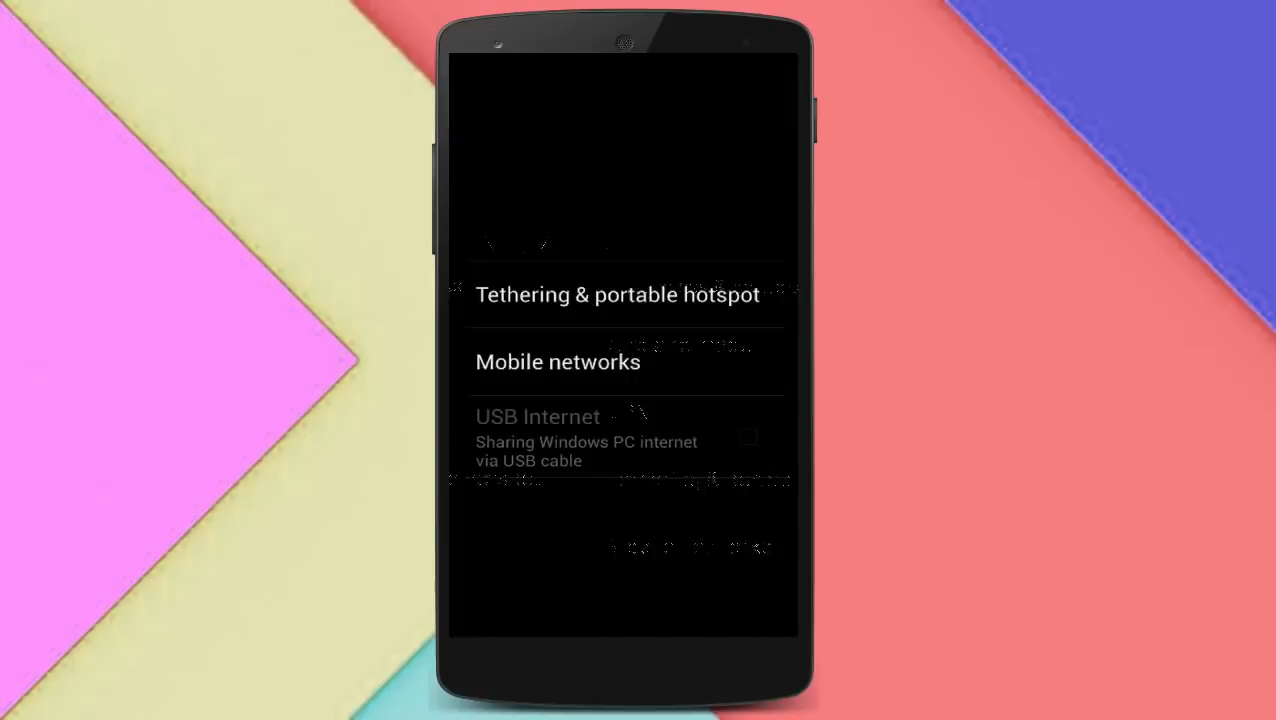 Tethering & portable hotspot
Mobile networks
USB Internet
Sharing Windows PC internet
via USB cable